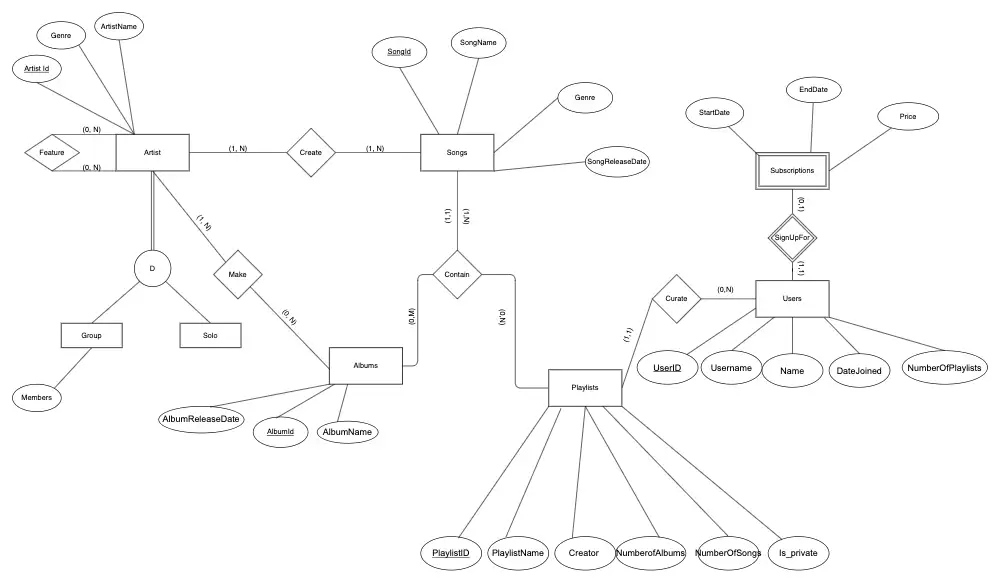 ArtistName
Genre
Artist Id
SongId
SongName
Genre
SongReleaseDate
StartDate
EndDate
Price
(0, N)
Feature
(0, N)
Artist
(1, N)
Create
(1, N)
Songs
Subscriptions
(0,1)
SignUpFor
(1,1)
(1, N)
(1,1)
(1,N)
D
Make
Contain
(0, N)
(0,M)
(0,N)
Curate
(0,N)
Users
(1,1)
Group
Solo
Members
Albums
AlbumReleaseDate
AlbumId
AlbumName
Playlists
UserID
Username
Name
DateJoined
NumberOfPlaylists
PlaylistID
PlaylistName
Creator
NumberofAlbums
NumberOfSongs
Is_private